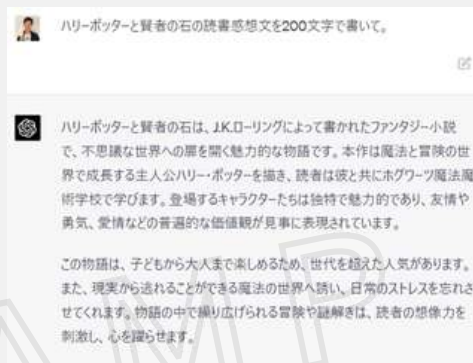 ハリーポッターと賢者の石の読書感想文を200文字で書いて。
ハリーポッターと賢者の石は、J.K.ローリングによって書かれたファンタジー小説
で、不思議な世界への扉を開く魅力的な物語です。本作は魔法と冒険の世
界で成長する主人公ハリー・ポッターを描き、読者は彼と共にホグワーツ魔法魔
術学校で学びます。登場するキャラクターたちは独特で魅力的であり、友情や
勇気、愛情などの普遍的な価値観が見事に表現されています。
この物語は、子どもから大人まで楽しめるため、世代を超えた人気があります。
また、現実から逃れることができる魔法の世界へ誘い、日常のストレスを忘れさ
せてくれます。物語の中で繰り広げられる冒険や謎解きは、読者の想像力を
刺激し、心を躍らせます。
AMP